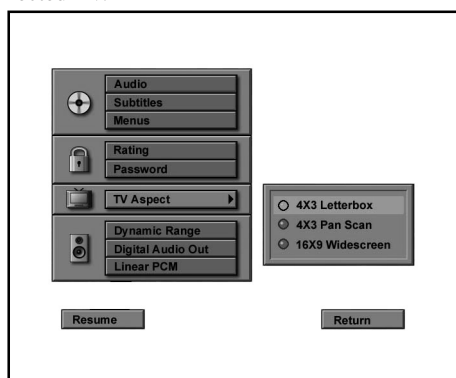 Audio
Subtitles
Menus
Rating
Password
TV Aspect
Dynamic Range
Digital Audio Out
Linear PCM
4X3 Letterbox
4X3 Pan Scan
16X9 Widescreen
Resume
Return